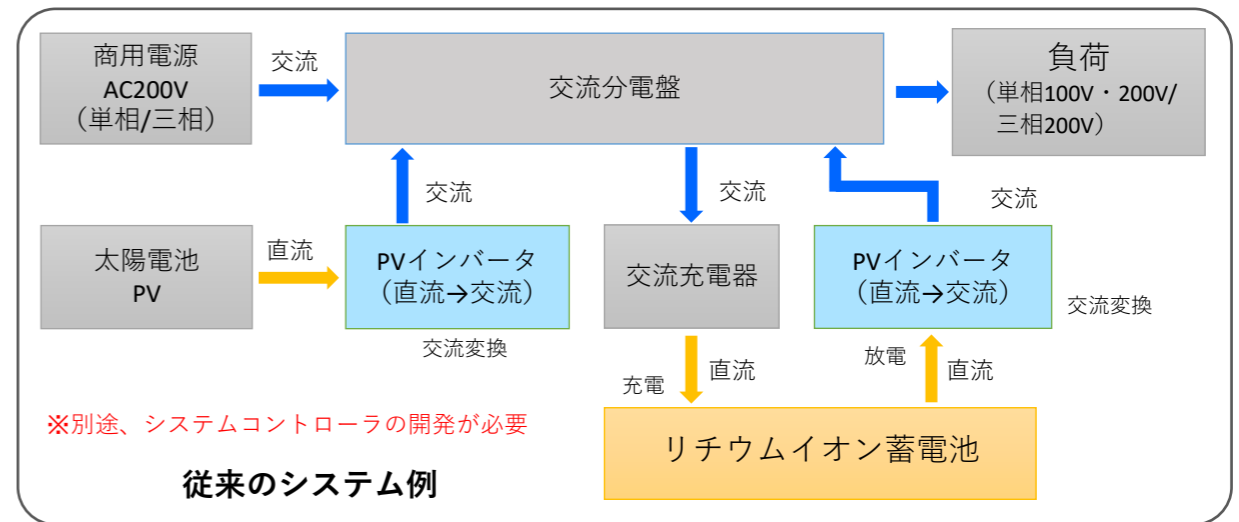 商用電源
AC200V
（単相/三相）
交流
交流分電盤
負荷
（単相100V・200V/
三相200V）
交流
交流
交流
太陽電池
PV
直流
PVインバータ
（直流→交流）
交流変換
交流充電器
PVインバータ
（直流→交流）
交流変換
充電
直流
放電
直流
※別途、システムコントローラの開発が必要
リチウムイオン蓄電池
従来のシステム例